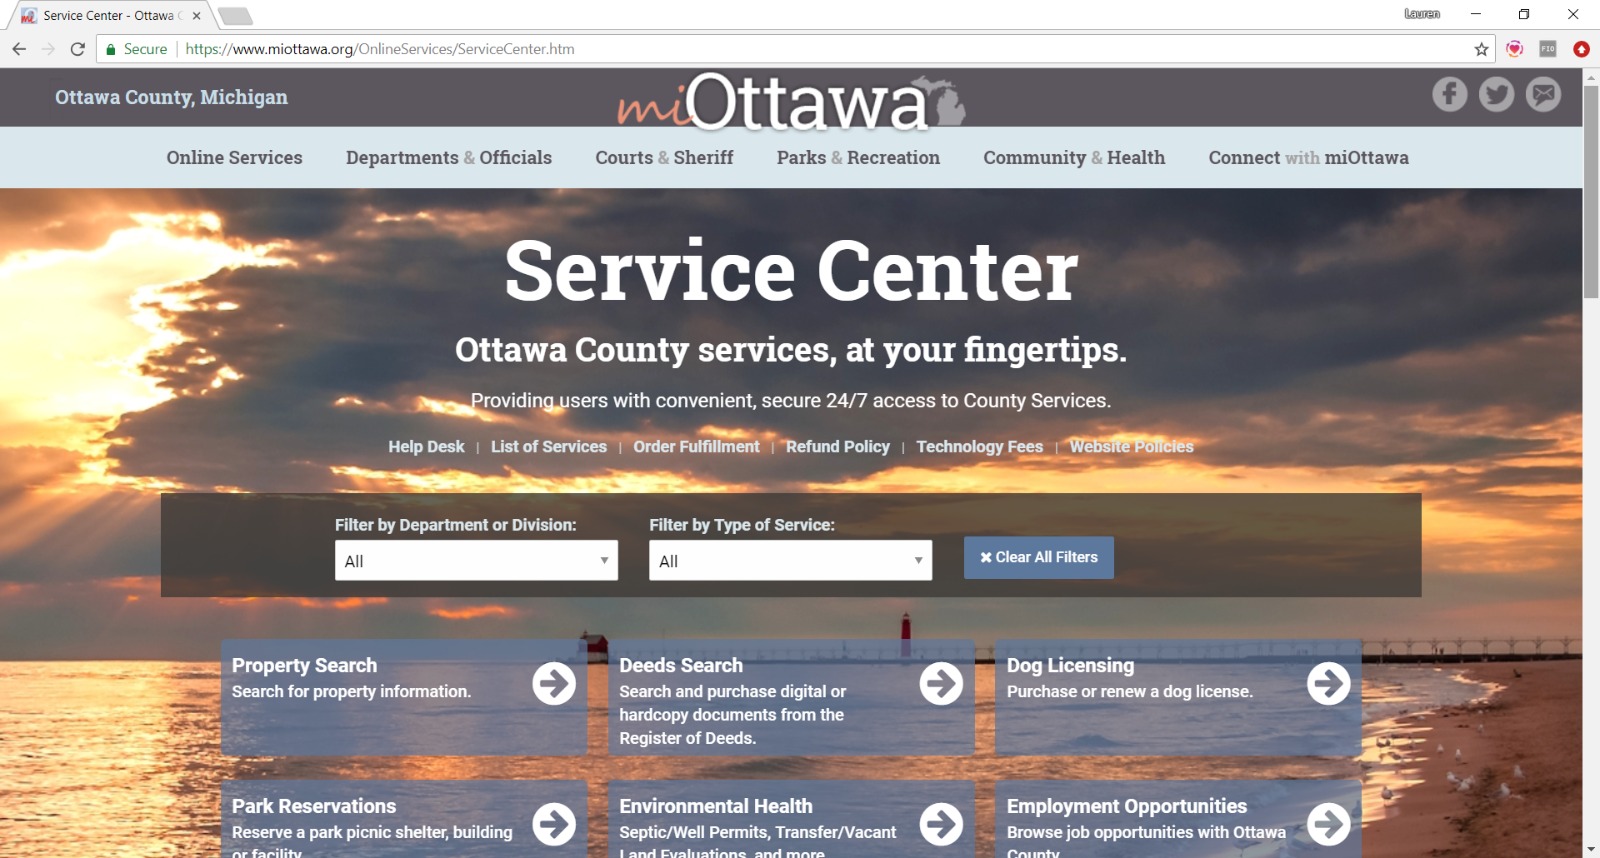 Service Center - Ottawa C
Lauren
Secure
https://www.miottawa.org/OnlineServices/ServiceCenter.htm
FIO
Ottawa County, Michigan
miOttawa
Online Services
Departments & Officials
Courts & Sheriff
Parks & Recreation
Community & Health
Connect with miOttawa
Service Center
Ottawa County services, at your fingertips.
Providing users with convenient, secure 24/7 access to County Services.
Help Desk | List of Services | Order Fulfillment | Refund Policy | Technology Fees | Website Policies
Filter by Department or Division:
All
Filter by Type of Service:
All
Clear All Filters
Property Search
Search for property information.
Deeds Search
Search and purchase digital or
hardcopy documents from the
Register of Deeds.
Dog Licensing
Purchase or renew a dog license.
Park Reservations
Reserve a park picnic shelter, building
or facility.
Environmental Health
Septic/Well Permits, Transfer/Vacant
Land Evaluations, and more.
Employment Opportunities
Browse job opportunities with Ottawa
County.